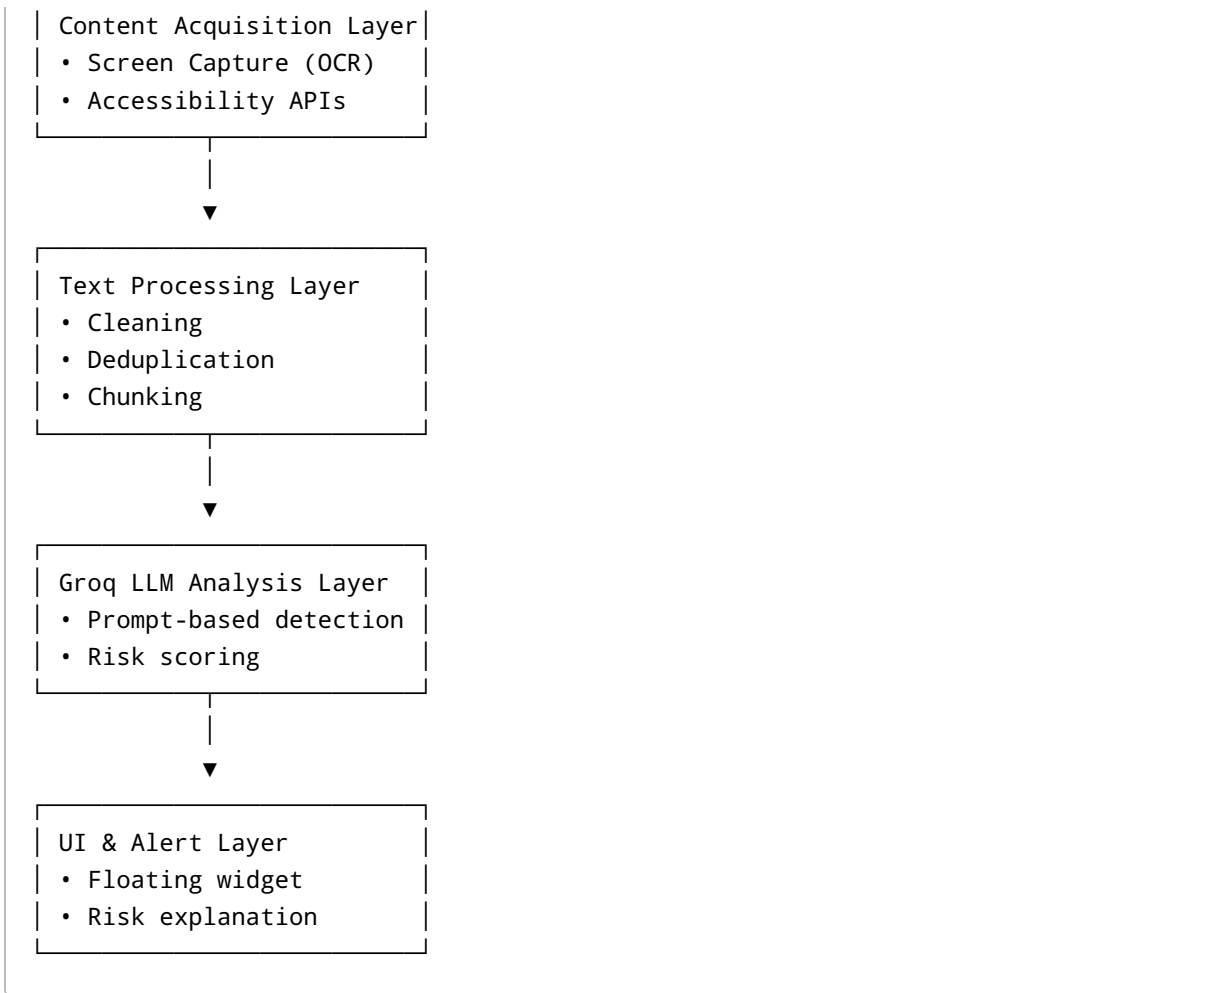 Content Acquisition Layer
• Screen Capture (OCR)
• Accessibility APIs
Text Processing Layer
• Cleaning
• Deduplication
• Chunking
Groq LLM Analysis Layer
• Prompt-based detection
• Risk scoring
UI & Alert Layer
• Floating widget
• Risk explanation